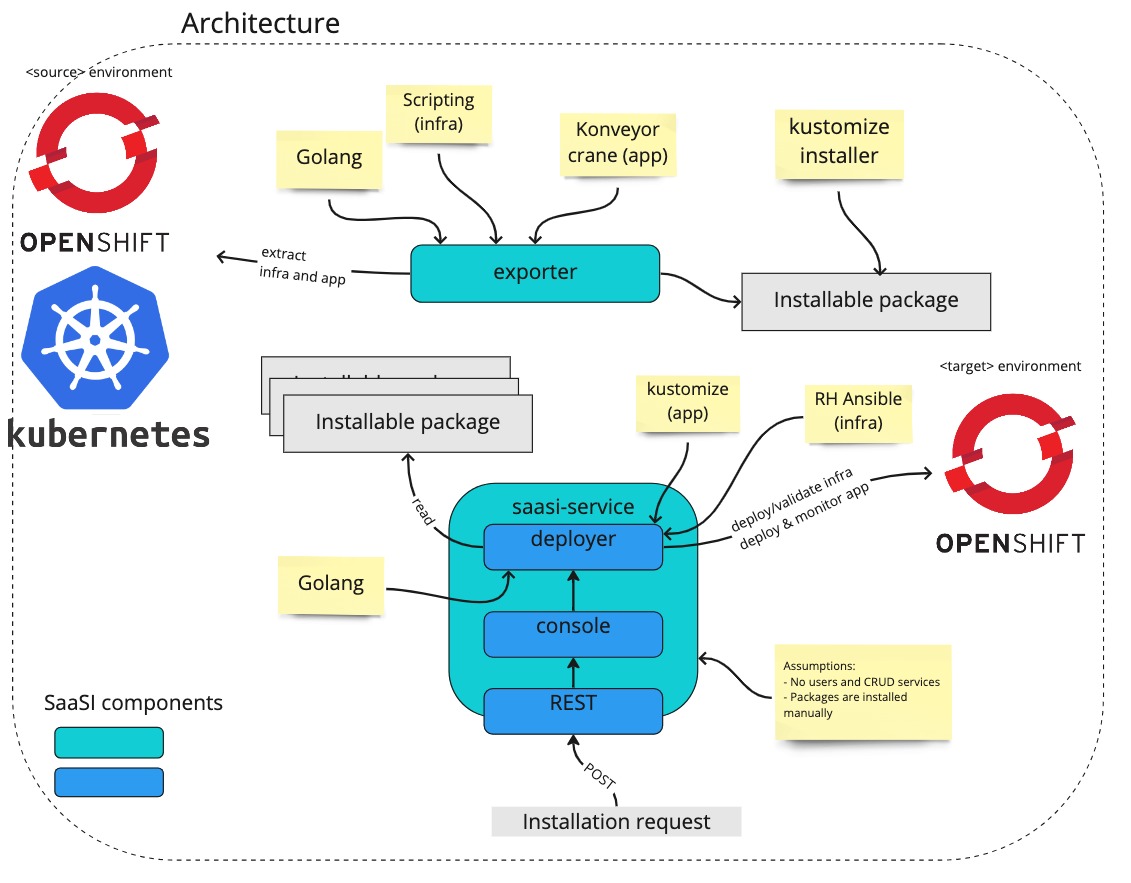 Architecture
<source> environment
OPENSHIFT
kubernetes
Golang
Scripting
(infra)
Konveyor
crane (app)
kustomize
installer
extract
infra and app
exporter
Installable package
Installable package
kustomize
(app)
RH Ansible
(infra)
<target> environment
OPENSHIFT
read
saasi-service
deployer
deploy/validate infra
deploy & monitor app
Golang
console
REST
Assumptions:
- No users and CRUD services
- Packages are installed
manually
SaaSI components
POST
Installation request